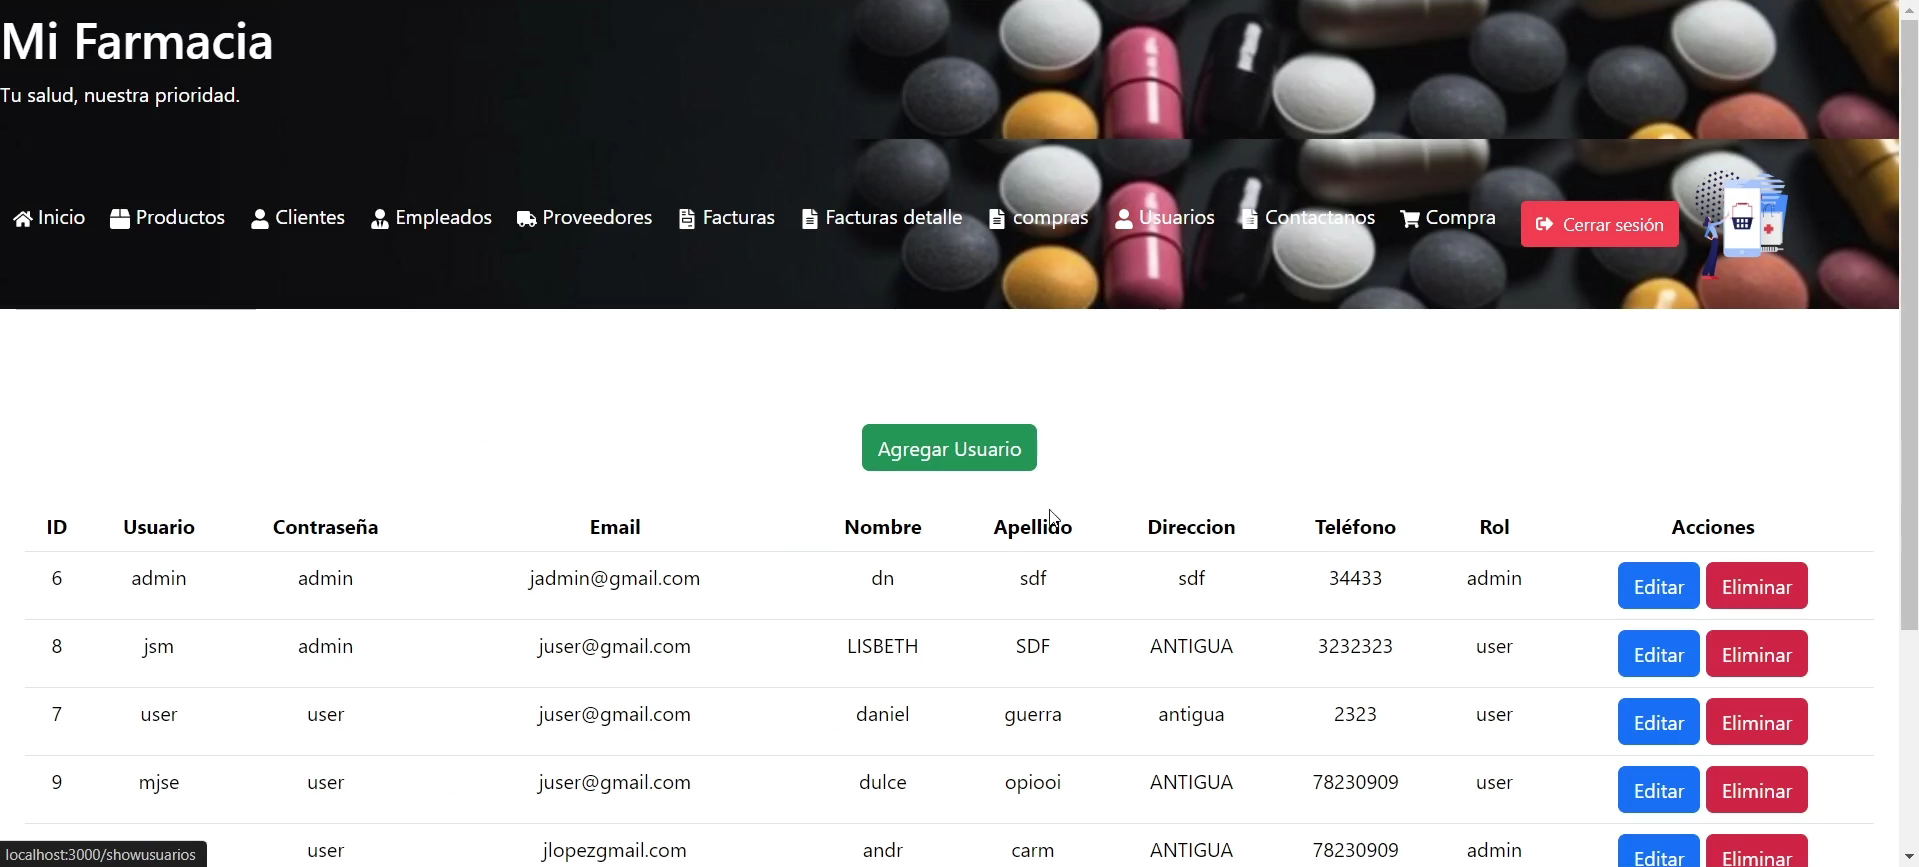 Mi Farmacia
Tu salud, nuestra prioridad.
Inicio Productos Clientes Empleados Proveedores Facturas Facturas detalle compras Usuarios Contactanos Compra Cerrar sesión
Agregar Usuario
ID Usuario Contraseña Email Nombre Apellido Direccion Teléfono Rol Acciones
6 admin admin jadmin@gmail.com dn sdf sdf 34433 admin Editar Eliminar
8 jsm admin juser@gmail.com LISBETH SDF ANTIGUA 3232323 user Editar Eliminar
7 user user juser@gmail.com daniel guerra antigua 2323 user Editar Eliminar
9 mjse user juser@gmail.com dulce opiooi ANTIGUA 78230909 user Editar Eliminar
user jlopezgmail.com andr carm ANTIGUA 78230909 admin Editar Eliminar
localhost:3000/showusuarios